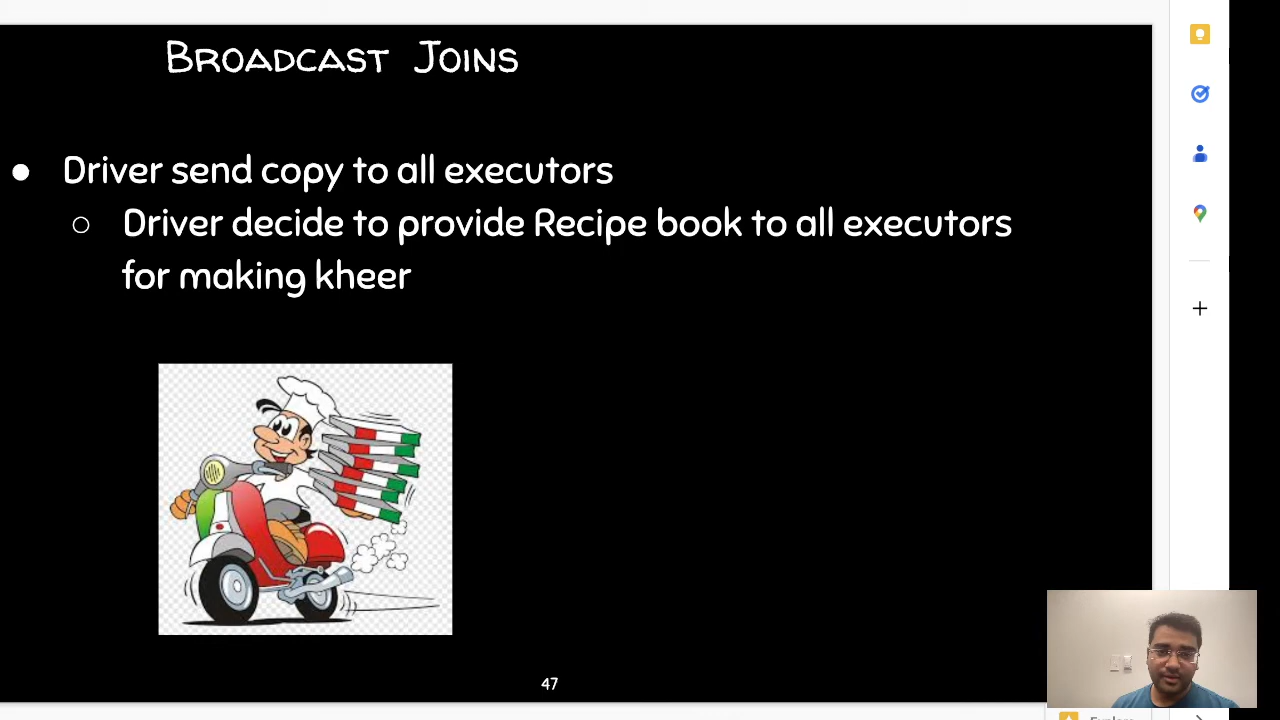 Broadcast Joins
● Driver send copy to all executors
○ Driver decide to provide Recipe book to all executors
for making kheer
47